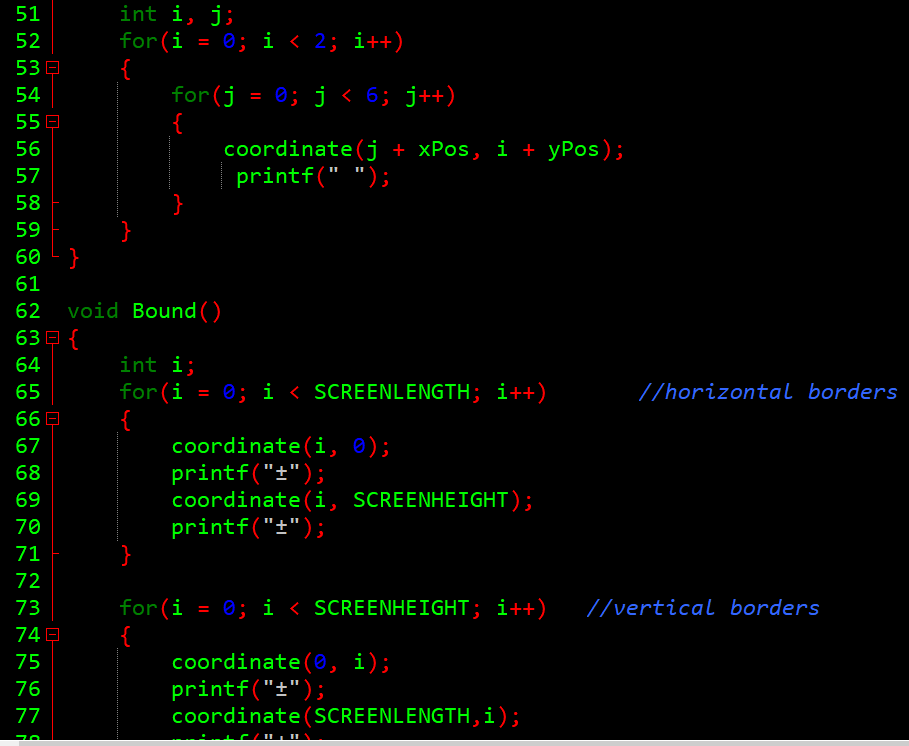 51 int i, j;
52 for(i = 0; i < 2; i++)
53 {
54 for(j = 0; j < 6; j++)
55 {
56 coordinate(j + xPos, i + yPos);
57 printf(" ");
58 }
59 }
60 }
61
62 void Bound()
63 {
64 int i;
65 for(i = 0; i < SCREENLENGTH; i++) //horizontal borders
66 {
67 coordinate(i, 0);
68 printf("±");
69 coordinate(i, SCREENHEIGHT);
70 printf("±");
71 }
72
73 for(i = 0; i < SCREENHEIGHT; i++) //vertical borders
74 {
75 coordinate(0, i);
76 printf("±");
77 coordinate(SCREENLENGTH,i);
78 printf("±");